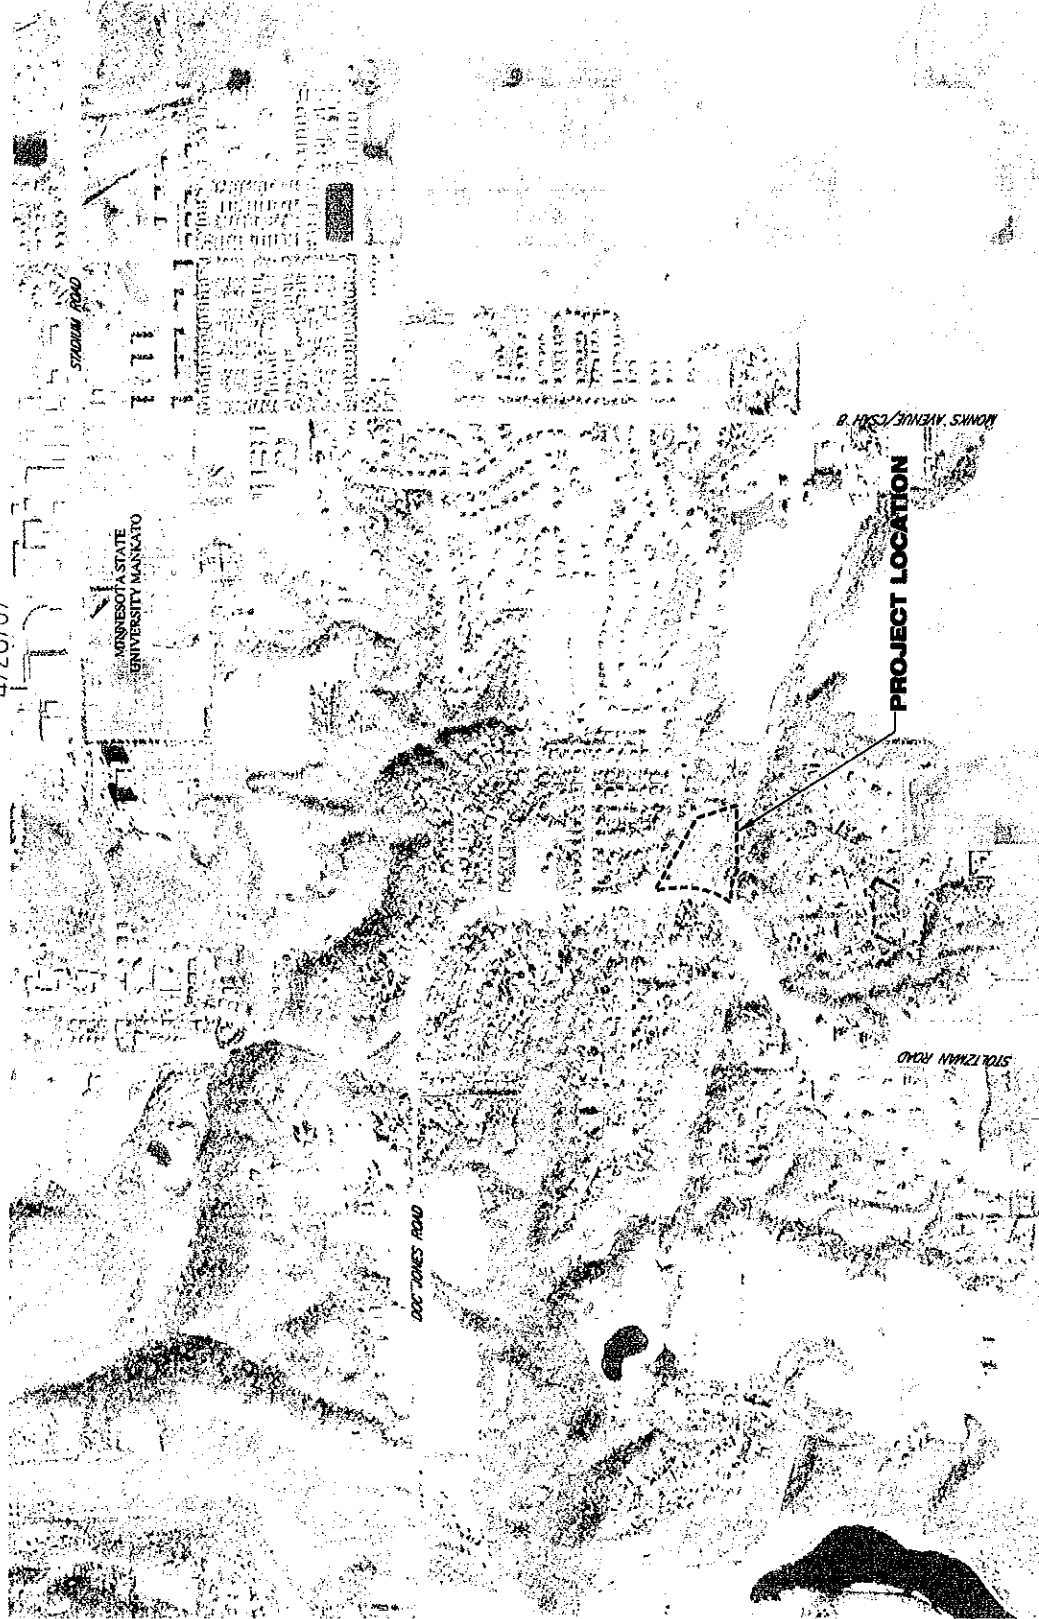 STADIUM ROAD
MINNESOTA STATE
UNIVERSITY MANKATO
MONKS AVENUE/CSAH 8
PROJECT LOCATION
STOLTZMAN ROAD
DOC JONES ROAD